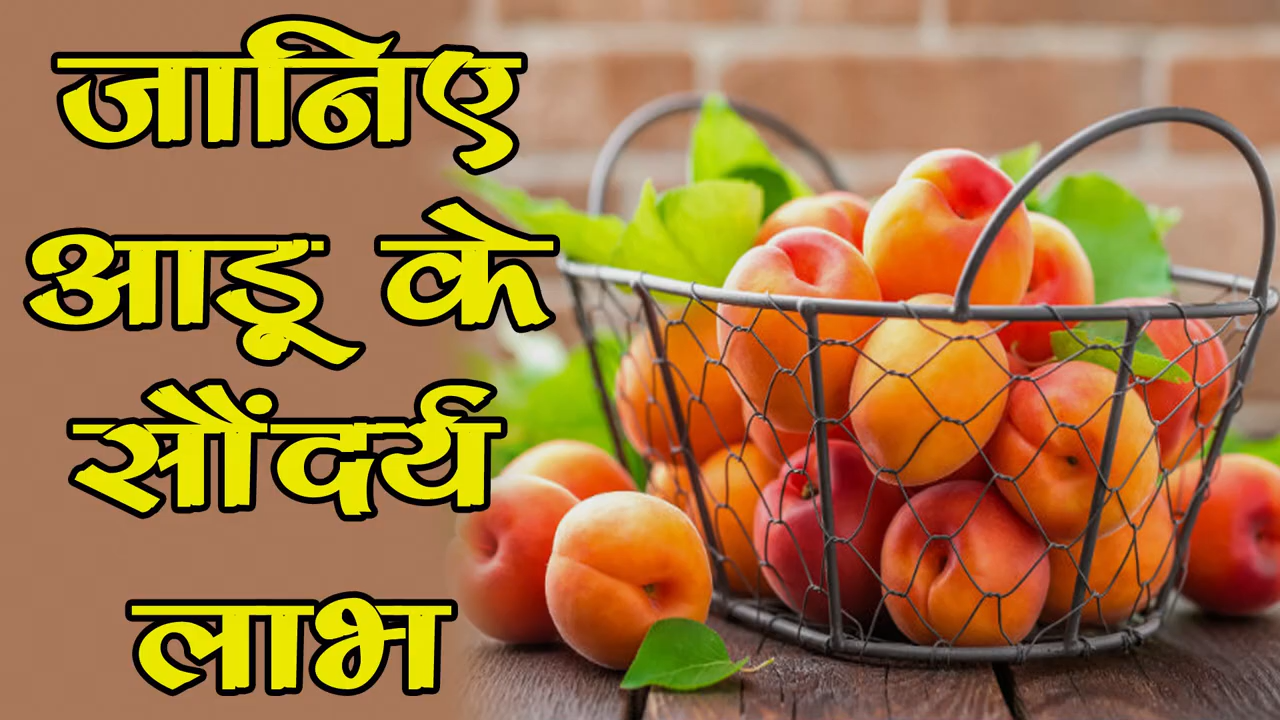 जानिए
आडू के
सौंदर्य
लाभ